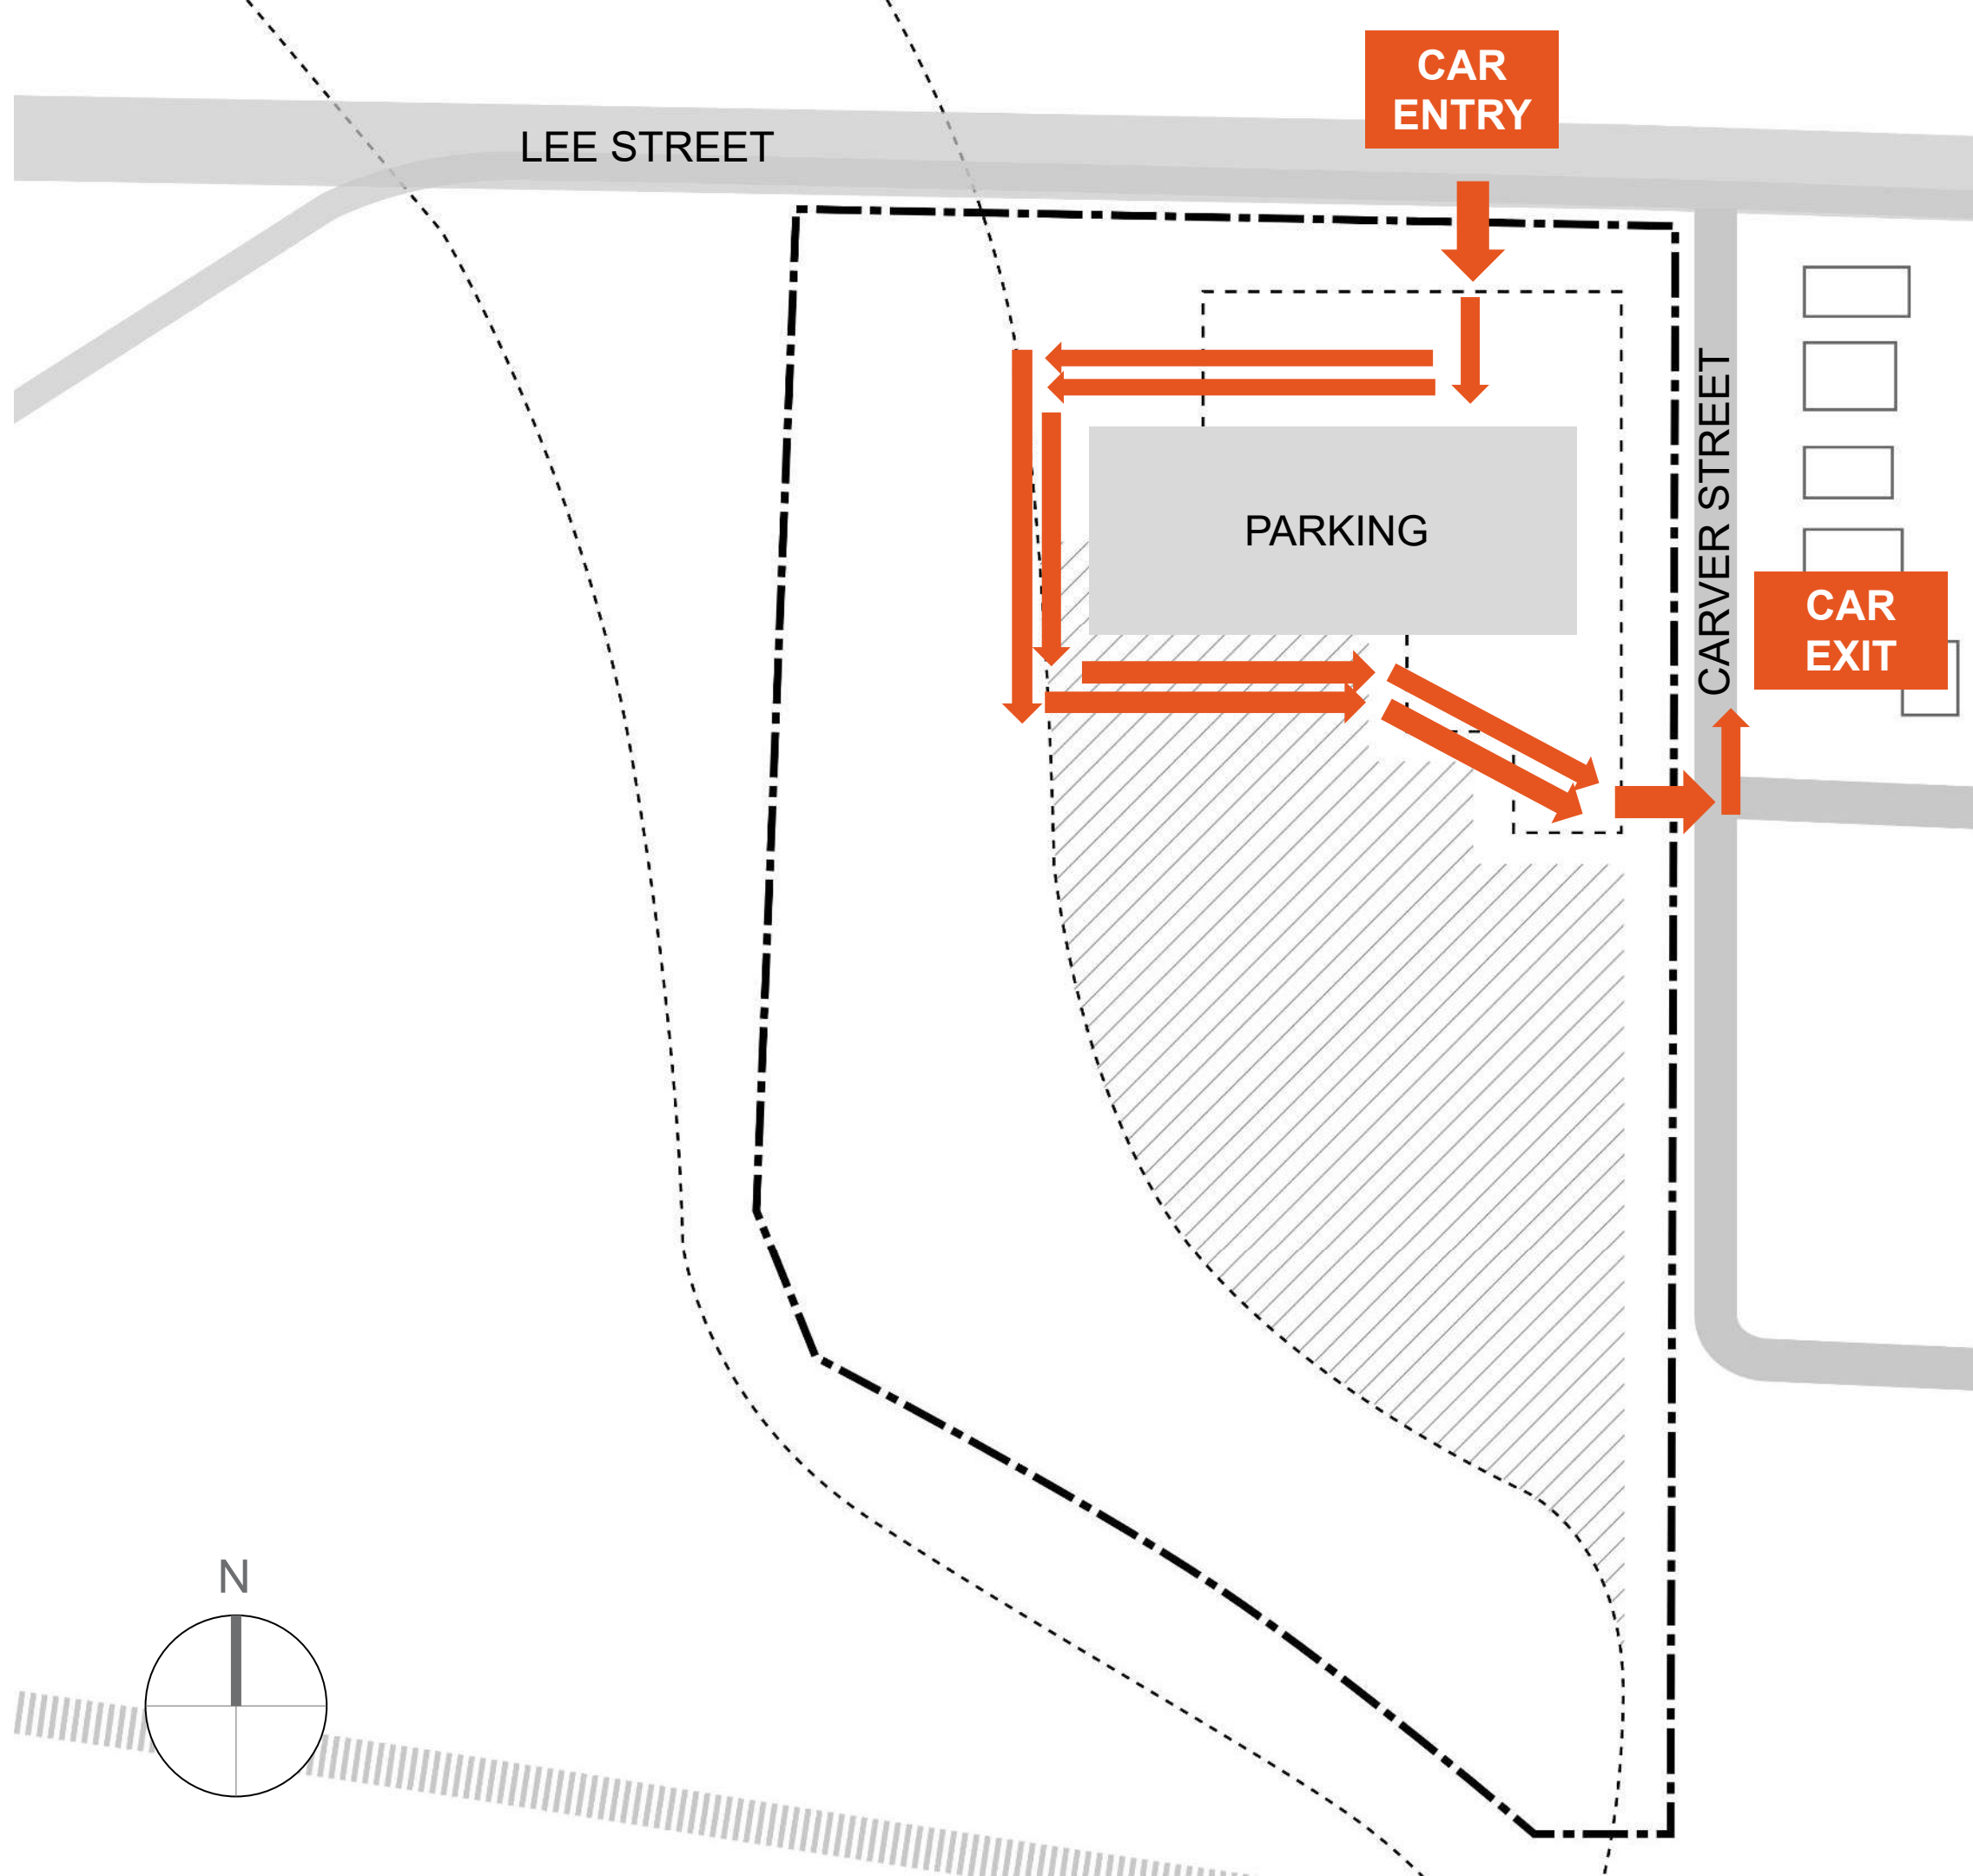 CAR
ENTRY
LEE STREET
CARVER STREET
PARKING
CAR
EXIT
N